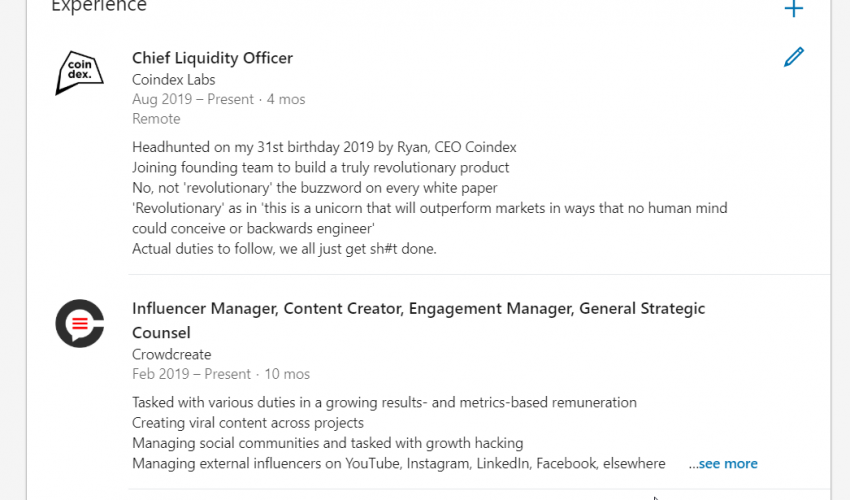 Experience
coin
dex.
Chief Liquidity Officer
Coindex Labs
Aug 2019 – Present · 4 mos
Remote
Headhunted on my 31st birthday 2019 by Ryan, CEO Coindex
Joining founding team to build a truly revolutionary product
No, not 'revolutionary' the buzzword on every white paper
'Revolutionary' as in 'this is a unicorn that will outperform markets in ways that no human mind
could conceive or backwards engineer'
Actual duties to follow, we all just get sh#t done.
Influencer Manager, Content Creator, Engagement Manager, General Strategic
Counsel
Crowdcreate
Feb 2019 – Present · 10 mos
Tasked with various duties in a growing results- and metrics-based remuneration
Creating viral content across projects
Managing social communities and tasked with growth hacking
Managing external influencers on YouTube, Instagram, LinkedIn, Facebook, elsewhere ...see more